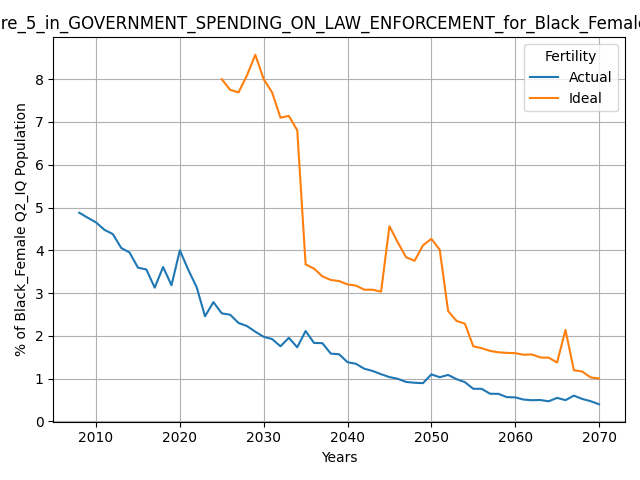 re_5_in_GOVERNMENT_SPENDING_ON_LAW_ENFORCEMENT_for_Black_Female
Fertility
Actual
Ideal
% of Black_Female Q2_IQ Population
8
7
6
5
4
3
2
1
0
2010 2020 2030 2040 2050 2060 2070
Years